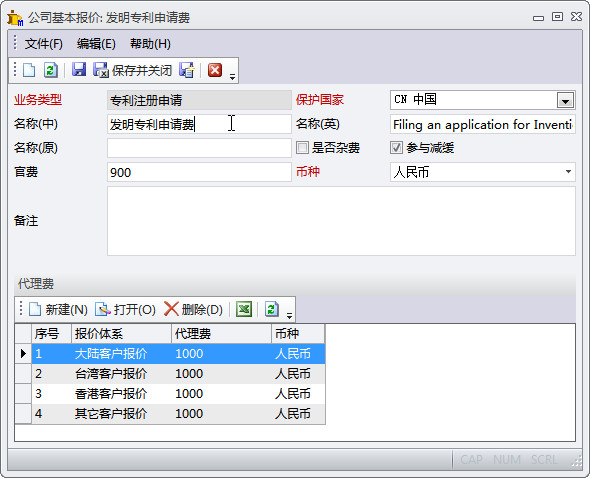 公司基本报价: 发明专利申请费
文件(F) 编辑(E) 帮助(H)
保存并关闭
业务类型 专利注册申请 保护国家 CN 中国
名称(中) 发明专利申请费 名称(英) Filing an application for Inventi
名称(原) 是否杂费 参与减缓
官费 900 币种 人民币
备注
代理费
新建(N) 打开(O) 删除(D)
序号 报价体系 代理费 币种
1 大陆客户报价 1000 人民币
2 台湾客户报价 1000 人民币
3 香港客户报价 1000 人民币
4 其它客户报价 1000 人民币
CAP NUM SCRL